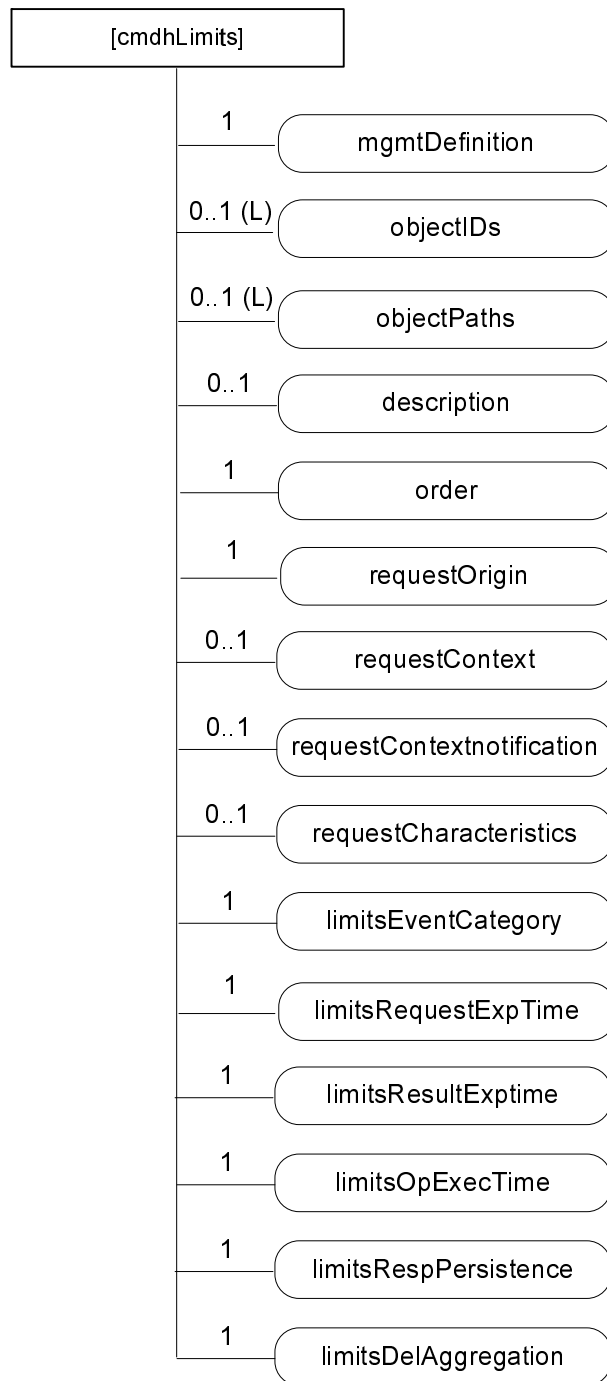 [cmdhLimits]
1
mgmtDefinition
0..1 (L)
objectIDs
0..1 (L)
objectPaths
0..1
description
1
order
1
requestOrigin
0..1
requestContext
0..1
requestContextnotification
0..1
requestCharacteristics
1
limitsEventCategory
1
limitsRequestExpTime
1
limitsResultExptime
1
limitsOpExecTime
1
limitsRespPersistence
1
limitsDelAggregation